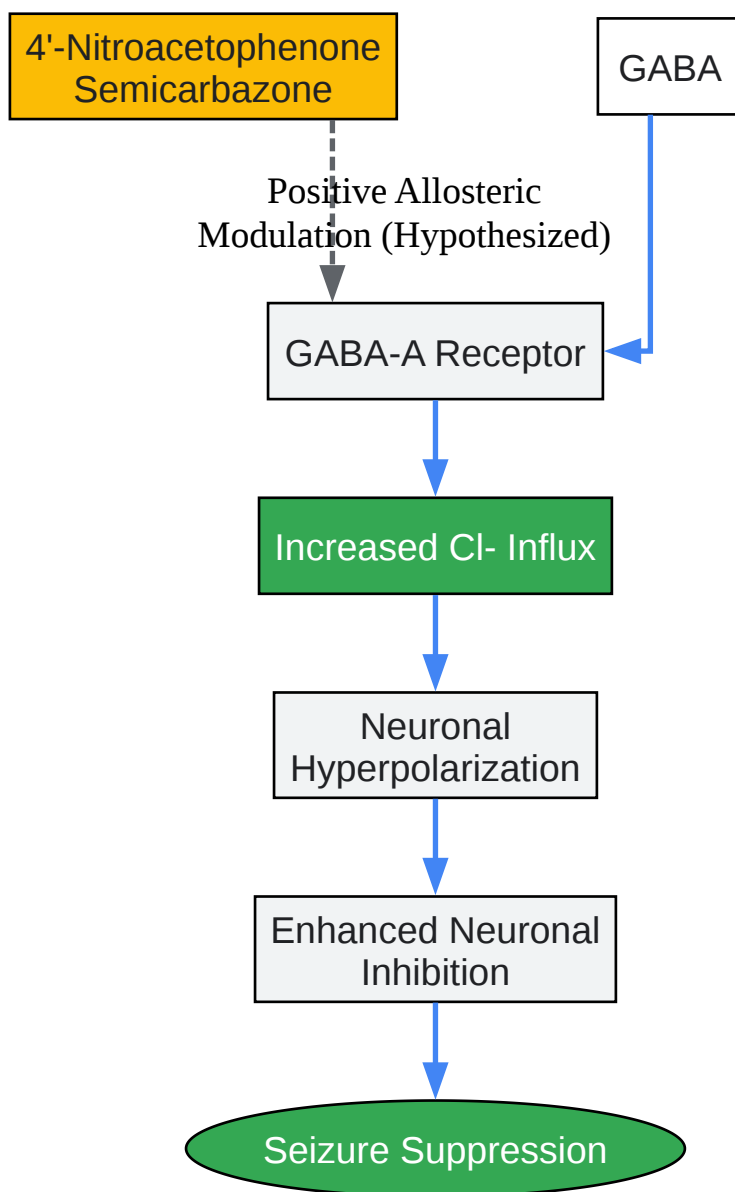 4'-Nitroacetophenone
Semicarbazone
GABA
Positive Allosteric
Modulation (Hypothesized)
GABA-A Receptor
Increased Cl- Influx
Neuronal
Hyperpolarization
Enhanced Neuronal
Inhibition
Seizure Suppression